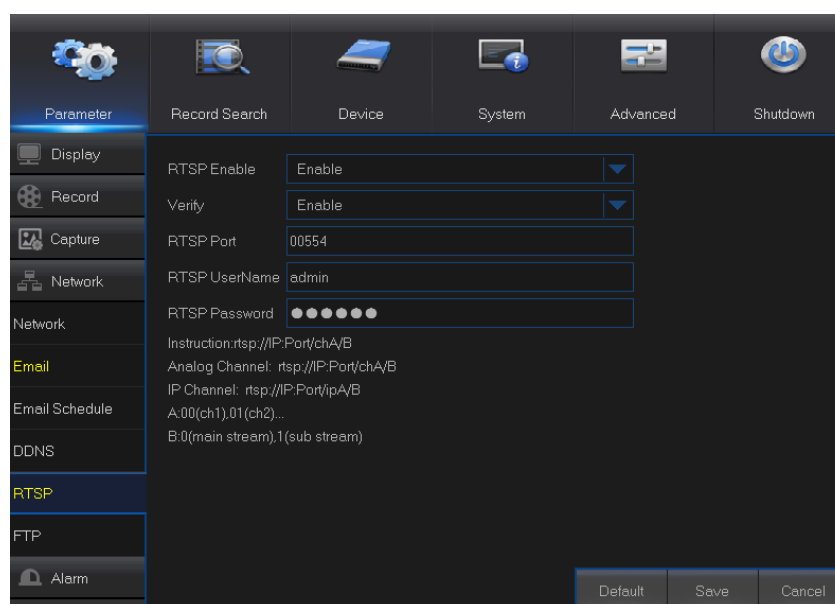 Parameter
Record Search
Device
System
Advanced
Shutdown
Display
Record
Capture
Network
Network
Email
Email Schedule
DDNS
RTSP
FTP
Alarm
RTSP Enable Enable
Verify Enable
RTSP Port 00554
RTSP UserName admin
RTSP Password ●●●●●●
Instruction:rtsp://IP:Port/chA/B
Analog Channel: rtsp://IP:Port/chA/B
IP Channel: rtsp://IP:Port/ipA/B
A:00(ch1),01(ch2)...
B:0(main stream),1(sub stream)
Default
Save
Cancel